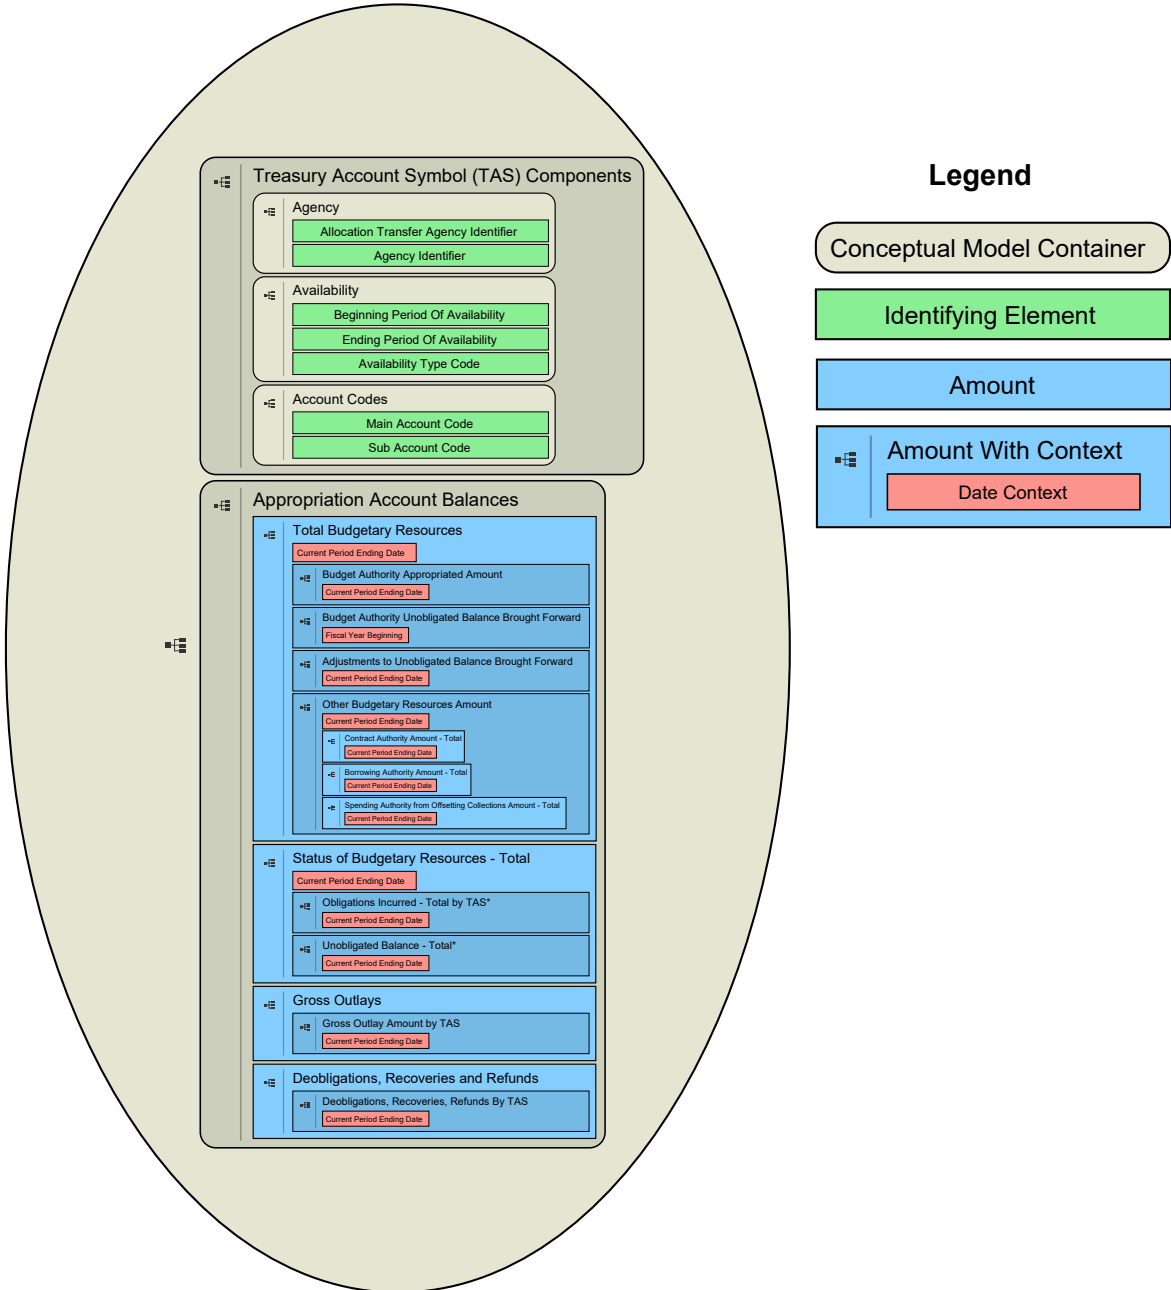 Treasury Account Symbol (TAS) Components
Agency
Allocation Transfer Agency Identifier
Agency Identifier
Availability
Beginning Period Of Availability
Ending Period Of Availability
Availability Type Code
Account Codes
Main Account Code
Sub Account Code
Appropriation Account Balances
Total Budgetary Resources
Current Period Ending Date
Budget Authority Appropriated Amount
Current Period Ending Date
Budget Authority Unobligated Balance Brought Forward
Fiscal Year Beginning
Adjustments to Unobligated Balance Brought Forward
Current Period Ending Date
Other Budgetary Resources Amount
Current Period Ending Date
Contract Authority Amount - Total
Current Period Ending Date
Borrowing Authority Amount - Total
Current Period Ending Date
Spending Authority from Offsetting Collections Amount - Total
Current Period Ending Date
Status of Budgetary Resources - Total
Current Period Ending Date
Obligations Incurred - Total by TAS*
Current Period Ending Date
Unobligated Balance - Total*
Current Period Ending Date
Gross Outlays
Gross Outlay Amount by TAS
Current Period Ending Date
Deobligations, Recoveries and Refunds
Deobligations, Recoveries, Refunds By TAS
Current Period Ending Date
Legend
Conceptual Model Container
Identifying Element
Amount
Amount With Context
Date Context